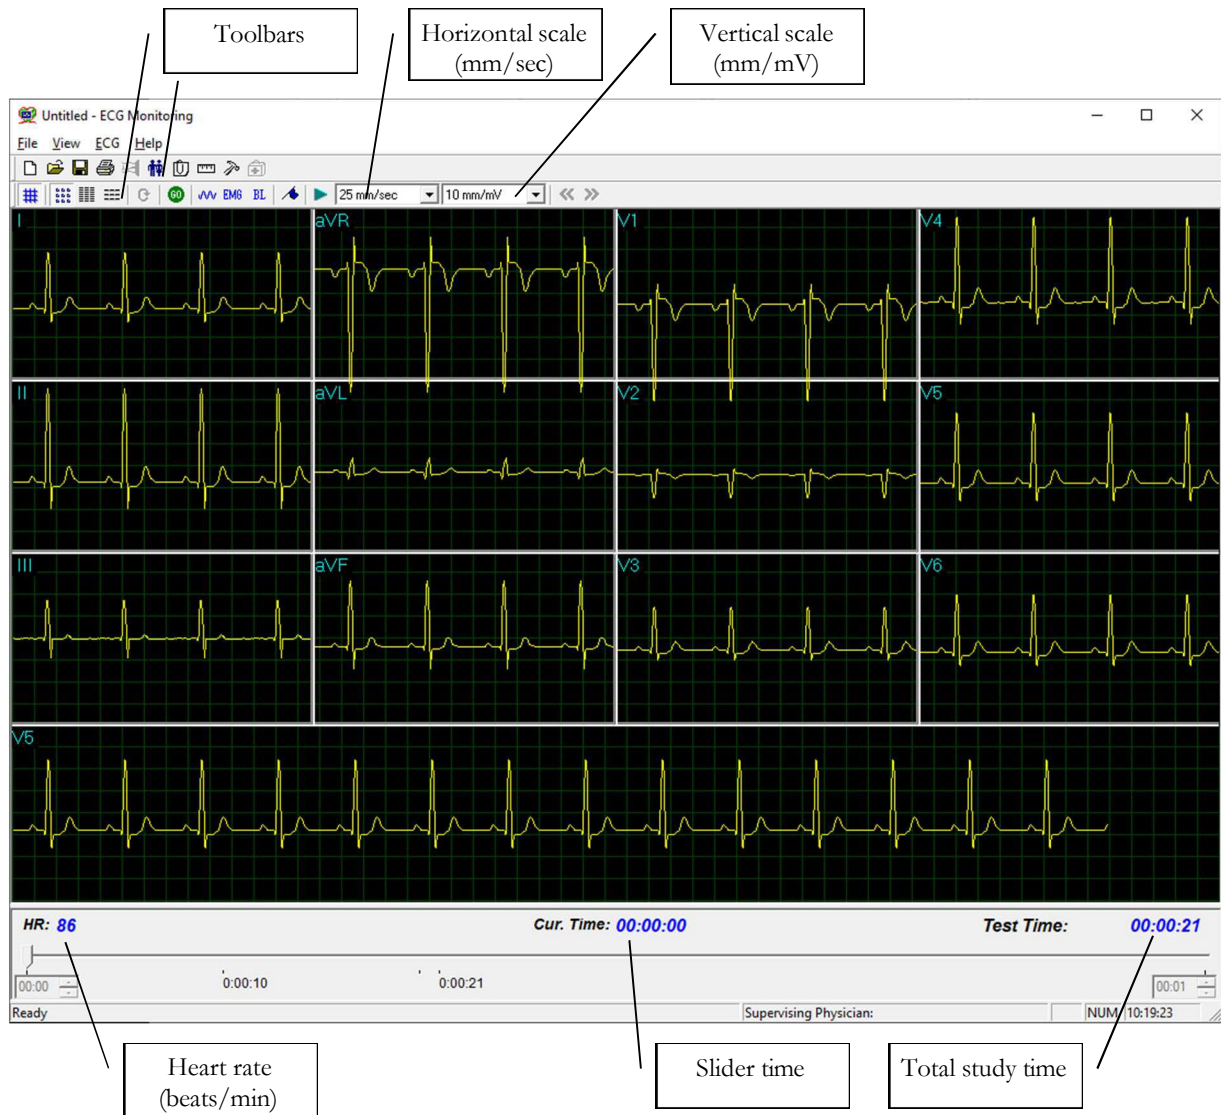 Toolbars
Horizontal scale
(mm/sec)
Vertical scale
(mm/mV)
Untitled - ECG Monitoring
File View ECG Help
GO EMG BL 25 mm/sec 10 mm/mV
I aVR V1 V4
II aVL V2 V5
III aVF V3 V6
V5
HR: 86 Cur. Time: 00:00:00 Test Time: 00:00:21
00:00 0:00:10 0:00:21 00:01
Ready Supervising Physician: NUM 10:19:23
Heart rate
(beats/min)
Slider time
Total study time